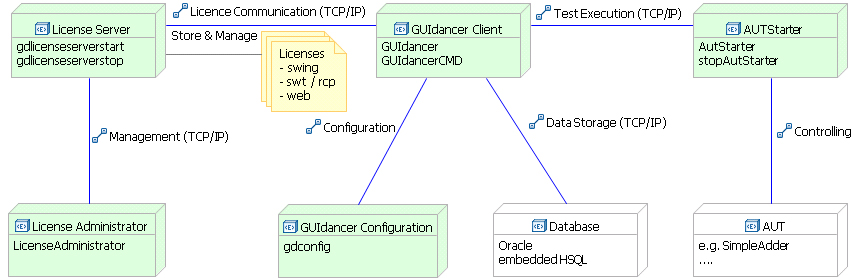 Licence Communication (TCP/IP)
Test Execution (TCP/IP)
License Server
gdlicenseserverstart
gdlicenseserverstop
Store & Manage
Licenses
- swing
- swt / rcp
- web
GUIdancer Client
GUIdancer
GUIdancerCMD
AUTStarter
AutStarter
stopAutStarter
Management (TCP/IP)
Configuration
Data Storage (TCP/IP)
Controlling
License Administrator
LicenseAdministrator
GUIdancer Configuration
gdconfig
Database
Oracle
embedded HSQL
AUT
e.g. SimpleAdder
....